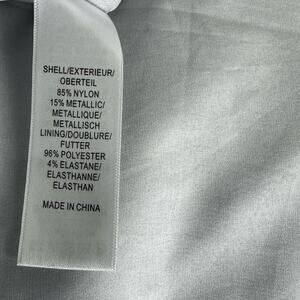 SHELL/EXTERIEUR/
OBERTEIL
85% NYLON
15% METALLIC/
METALLIQUE/
METALLISCH
LINING/DOUBLURE/
FUTTER
96% POLYESTER
4% ELASTANE/
ELASTHANNE/
ELASTHAN
MADE IN CHINA